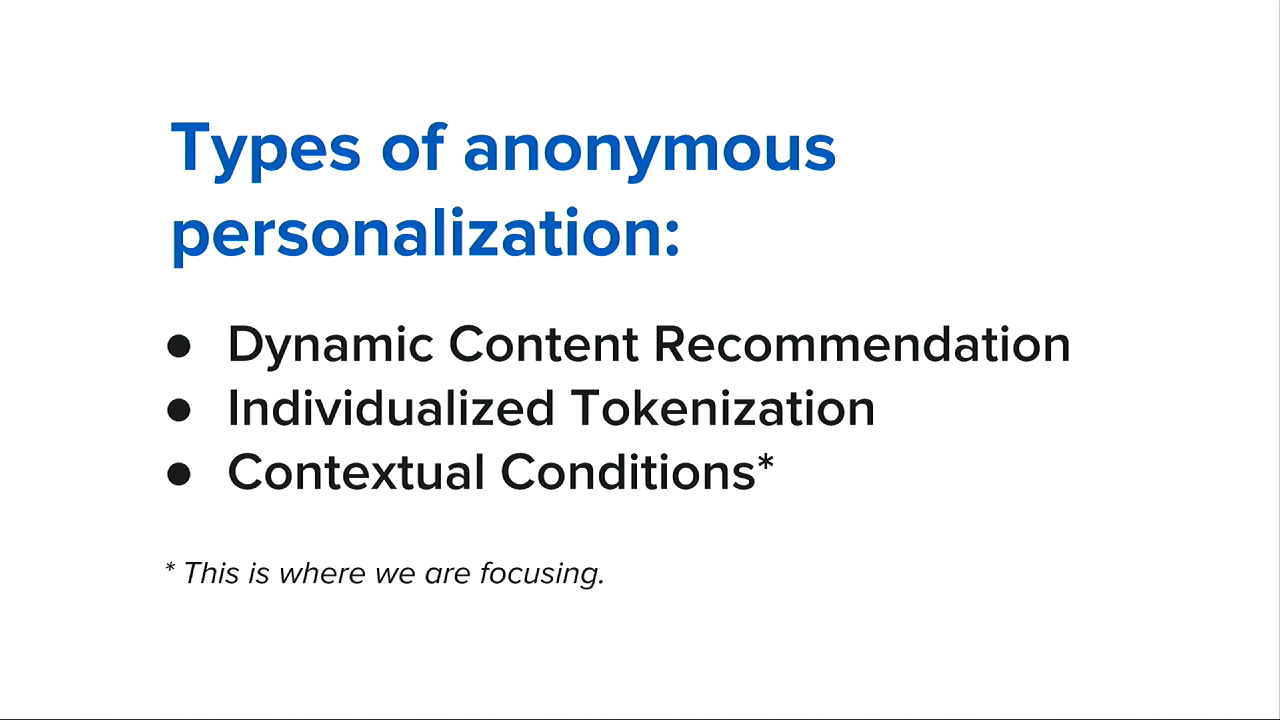 Types of anonymous
personalization:
● Dynamic Content Recommendation
● Individualized Tokenization
● Contextual Conditions*
* This is where we are focusing.